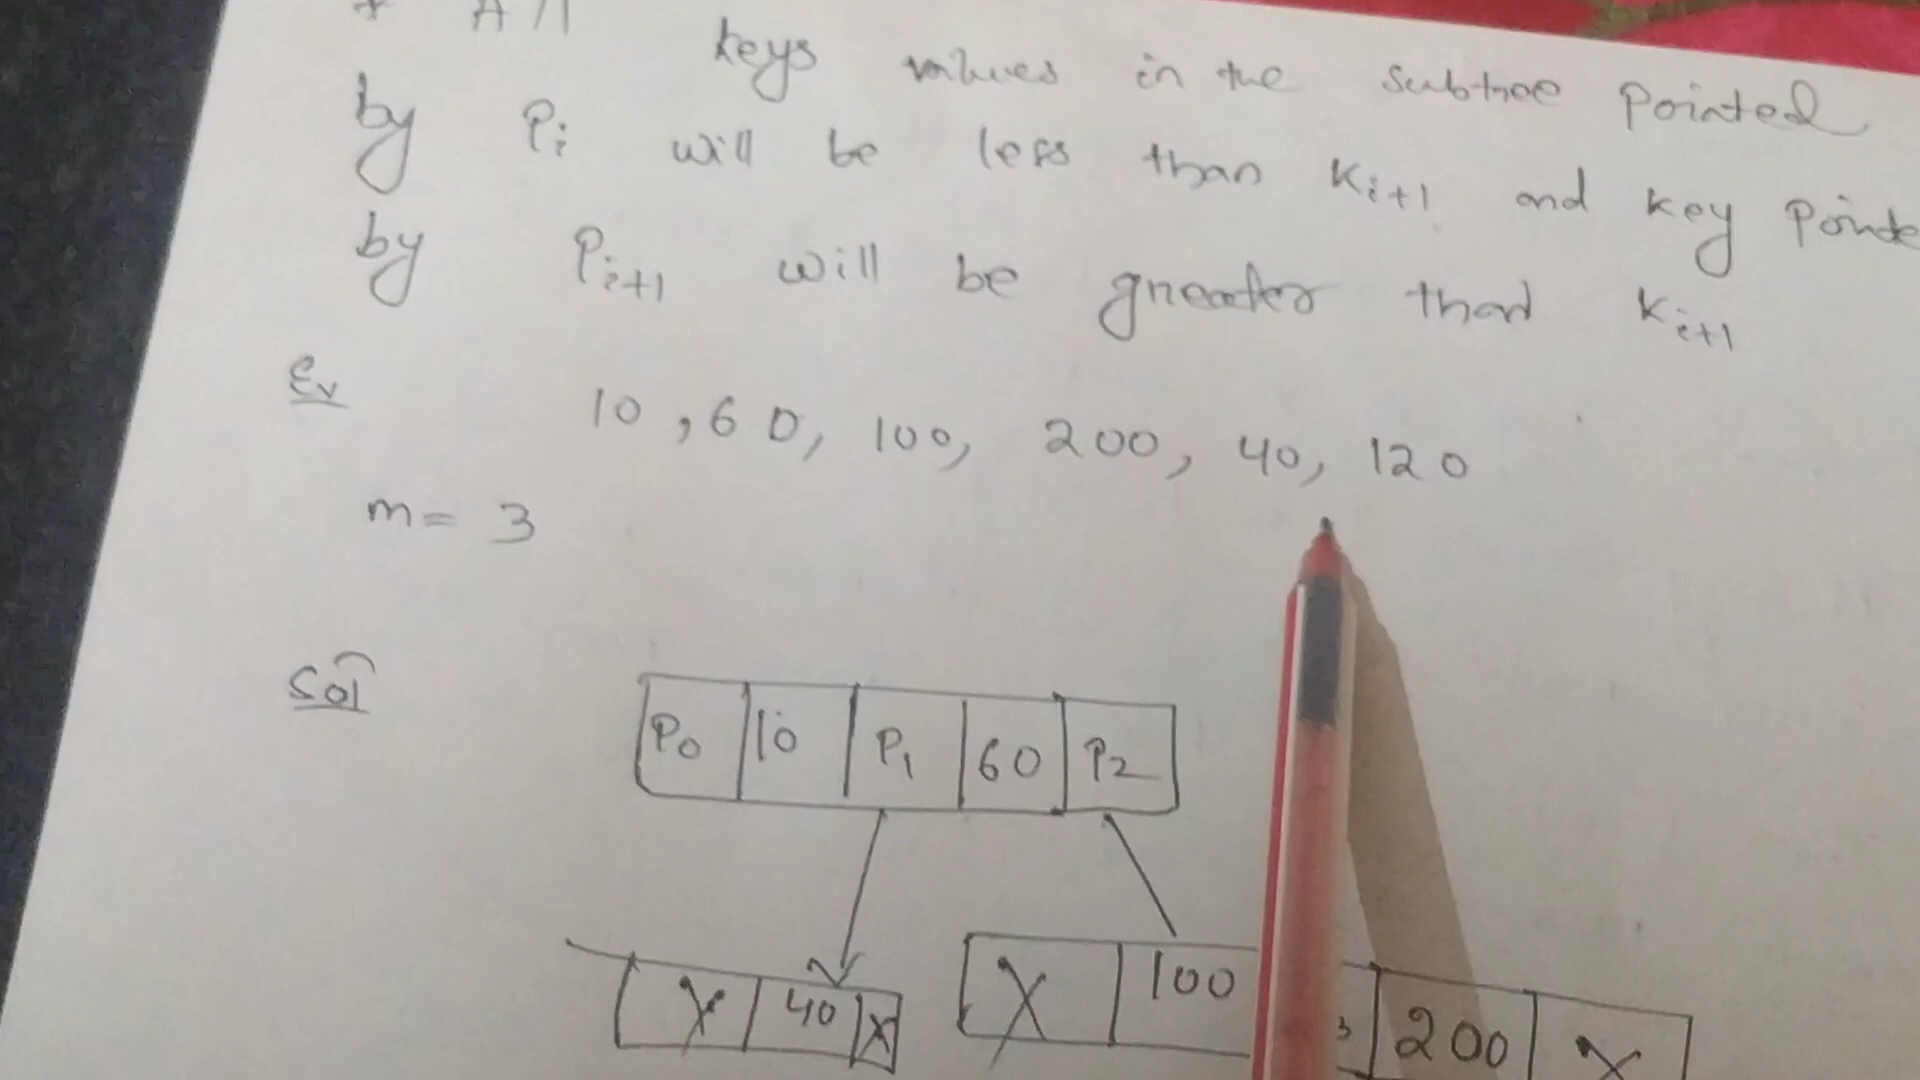 * All keys values in the subtree pointed
by Pi will be less than Ki+1 and key Pointe
by Pi+1 will be greater than Ki+1
Ex 10, 60, 100, 200, 40, 120
m = 3
Sol
P0 10 P1 60 P2
X 40 X
X 100 200 X